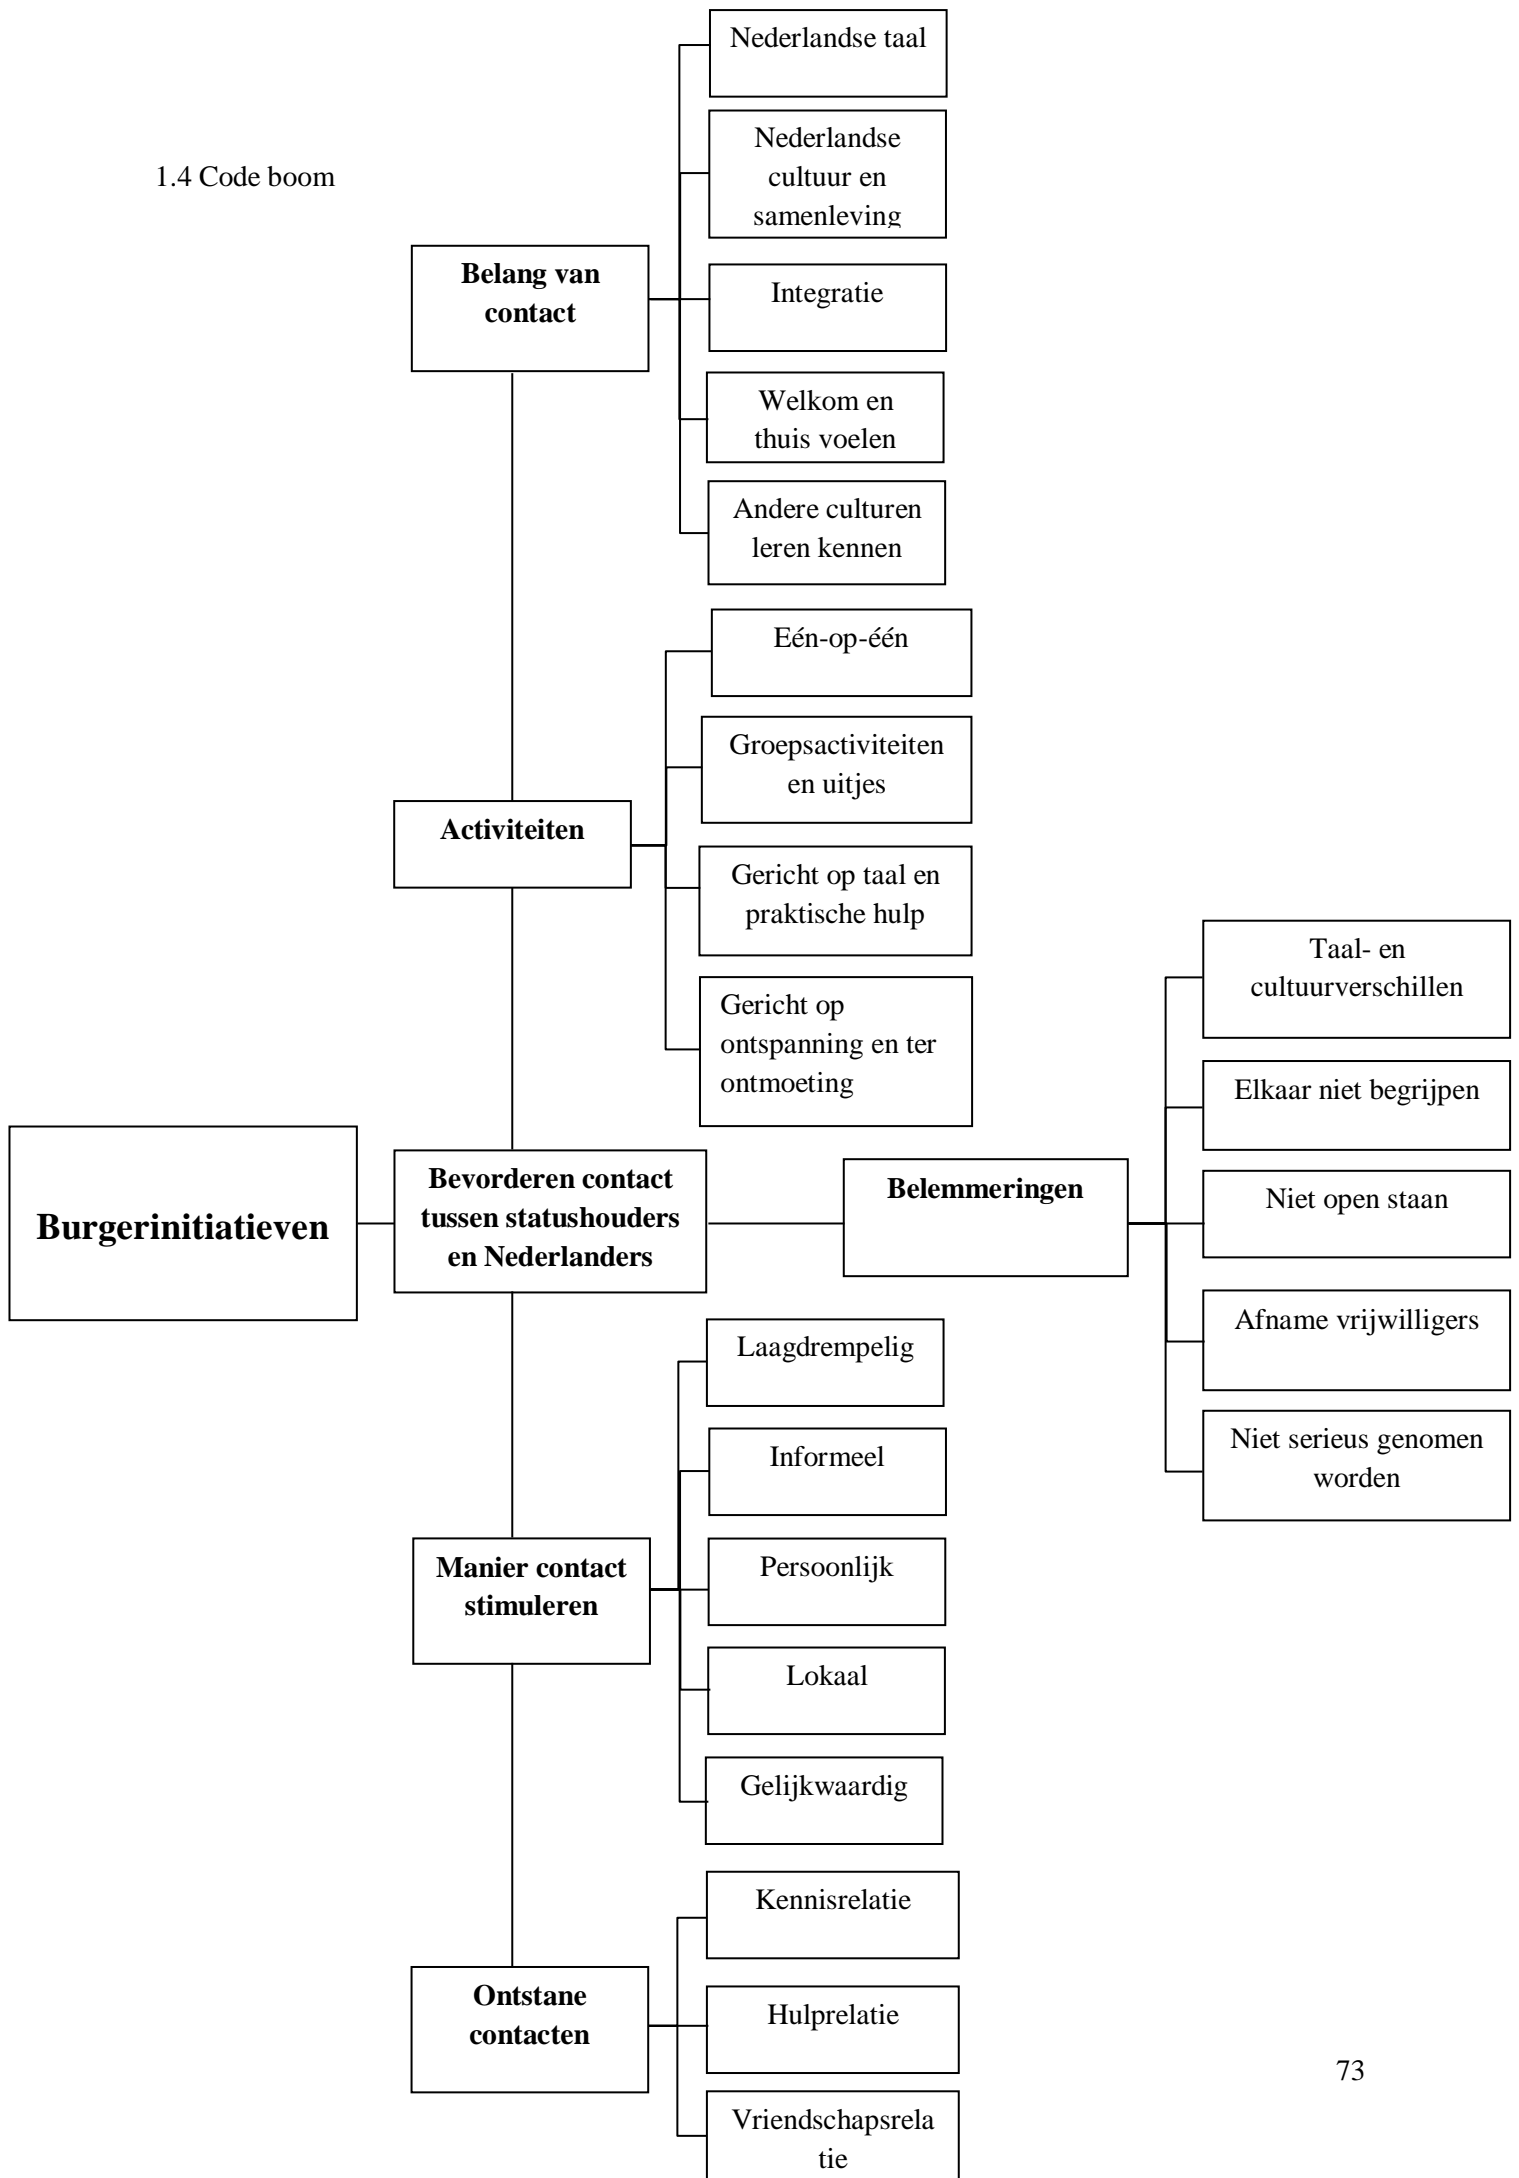 1.4 Code boom
Nederlandse taal
Nederlandse
cultuur en
samenleving
Belang van
contact
Integratie
Welkom en
thuis voelen
Andere culturen
leren kennen
Eén-op-één
Groepsactiviteiten
en uitjes
Activiteiten
Gericht op taal en
praktische hulp
Gericht op
ontspanning en ter
ontmoeting
Burgerinitiatieven
Bevorderen contact
tussen statushouders
en Nederlanders
Belemmeringen
Taal- en
cultuurverschillen
Elkaar niet begrijpen
Niet open staan
Afname vrijwilligers
Niet serieus genomen
worden
Laagdrempelig
Informeel
Manier contact
stimuleren
Persoonlijk
Lokaal
Gelijkwaardig
Kennisrelatie
Ontstane
contacten
Hulprelatie
Vriendschapsrela
tie
73